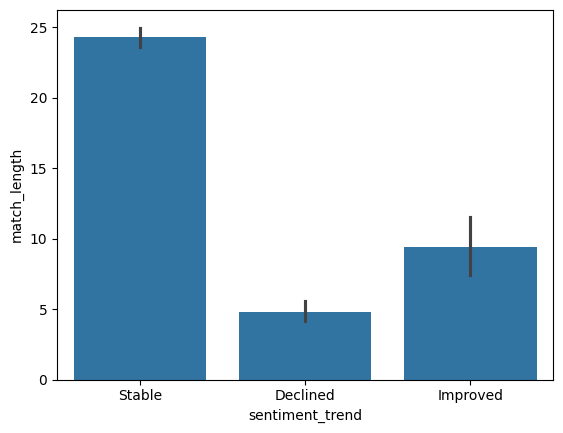 25
20
15
10
5
0
match_length
Stable
Declined
Improved
sentiment_trend